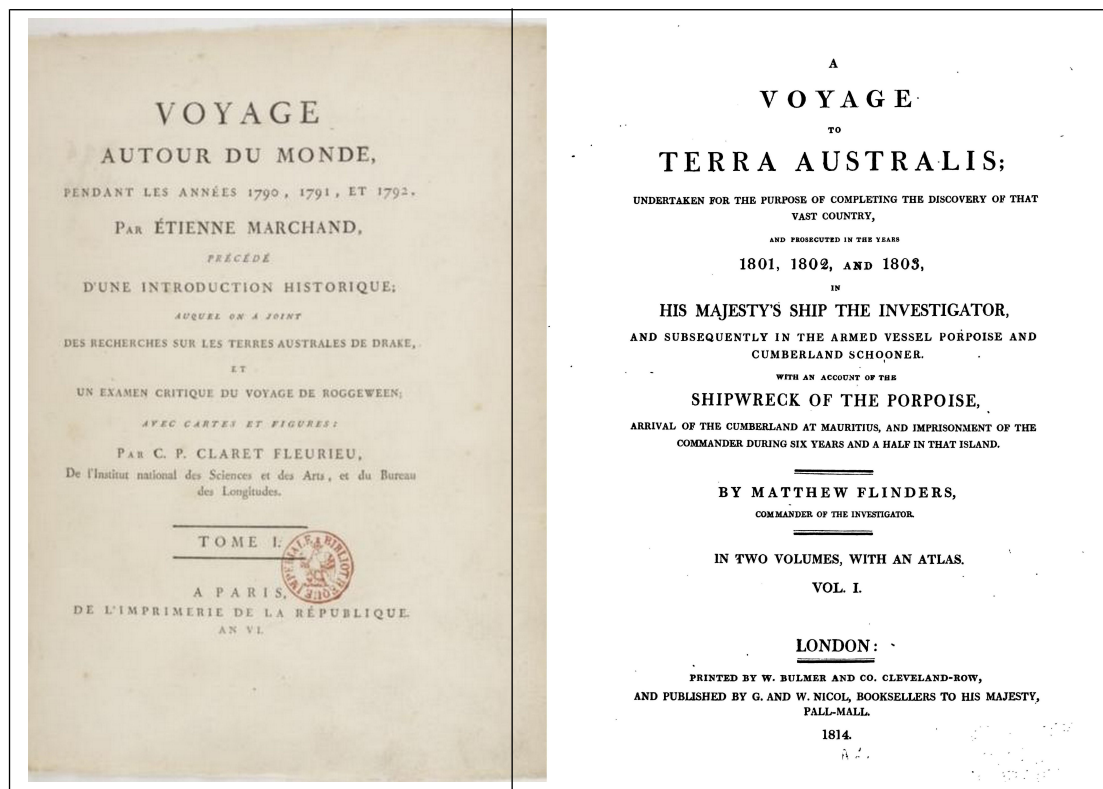 VOYAGE
AUTOUR DU MONDE,
PENDANT LES ANNÉES 1790, 1791, ET 1792,
PAR ÉTIENNE MARCHAND,
PRÉCÉDÉ
D'UNE INTRODUCTION HISTORIQUE;
AUQUEL ON A JOINT
DES RECHERCHES SUR LES TERRES AUSTRALES DE DRAKE,
ET
UN EXAMEN CRITIQUE DU VOYAGE DE ROGGEWEEN;
AVEC CARTES ET FIGURES:
PAR C. P. CLARET FLEURIEU,
De l'Institut national des Sciences et des Arts, et du Bureau
des Longitudes.
TOME I.
BIBLIOTHÈQUE IMPÉRIALE
A PARIS,
DE L'IMPRIMERIE DE LA RÉPUBLIQUE.
AN VI.
A
VOYAGE
TO
TERRA AUSTRALIS;
UNDERTAKEN FOR THE PURPOSE OF COMPLETING THE DISCOVERY OF THAT
VAST COUNTRY,
AND PROSECUTED IN THE YEARS
1801, 1802, AND 1803,
IN
HIS MAJESTY'S SHIP THE INVESTIGATOR,
AND SUBSEQUENTLY IN THE ARMED VESSEL PORPOISE AND
CUMBERLAND SCHOONER.
WITH AN ACCOUNT OF THE
SHIPWRECK OF THE PORPOISE,
ARRIVAL OF THE CUMBERLAND AT MAURITIUS, AND IMPRISONMENT OF THE
COMMANDER DURING SIX YEARS AND A HALF IN THAT ISLAND.
BY MATTHEW FLINDERS,
COMMANDER OF THE INVESTIGATOR.
IN TWO VOLUMES, WITH AN ATLAS.
VOL. I.
LONDON:
PRINTED BY W. BULMER AND CO. CLEVELAND-ROW,
AND PUBLISHED BY G. AND W. NICOL, BOOKSELLERS TO HIS MAJESTY,
PALL-MALL.
1814.